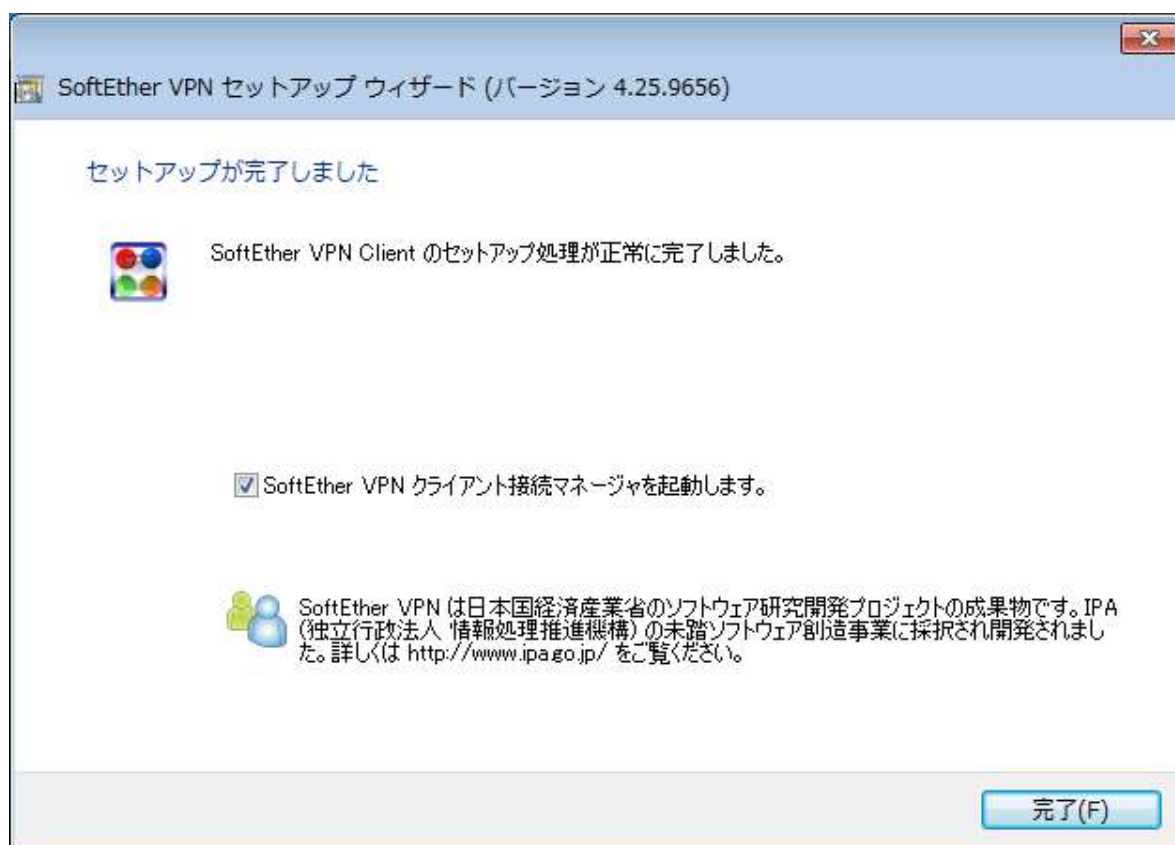 SoftEther VPN セットアップ ウィザード (バージョン 4.25.9656)
セットアップが完了しました
SoftEther VPN Client のセットアップ処理が正常に完了しました。
SoftEther VPN クライアント接続マネージャを起動します。
SoftEther VPN は日本国経済産業省のソフトウェア研究開発プロジェクトの成果物です。IPA
(独立行政法人 情報処理推進機構) の未踏ソフトウェア創造事業に採択され開発されまし
た。詳しくは http://www.ipa.go.jp/ をご覧ください。
完了(F)